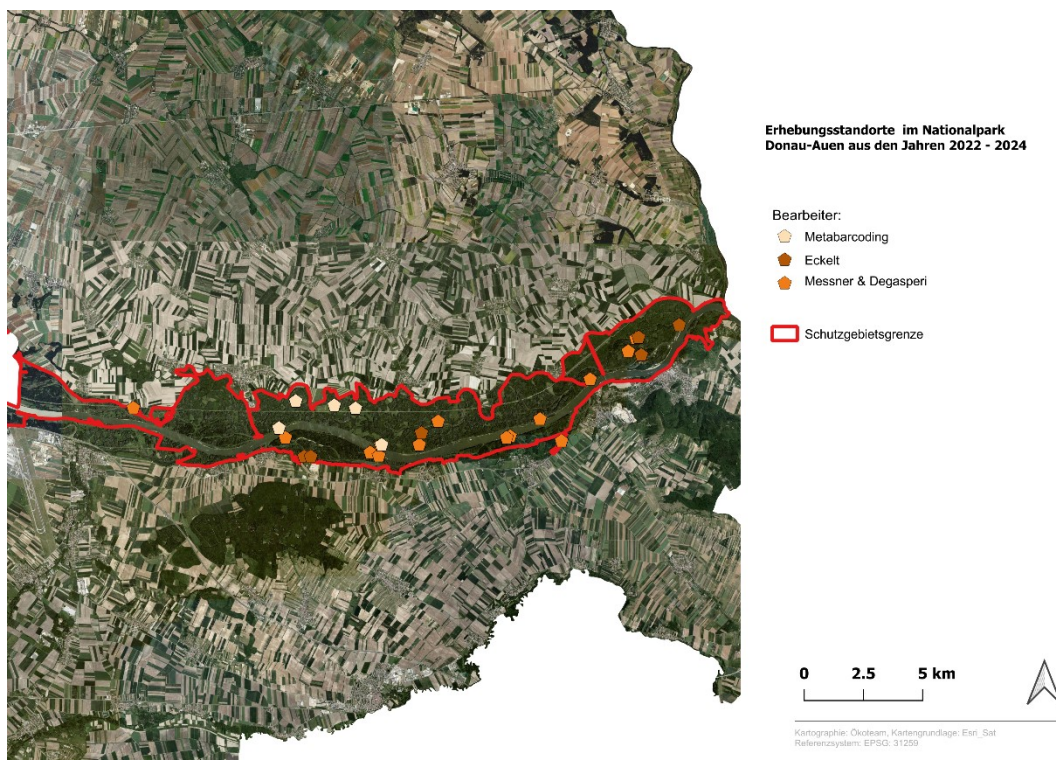 Erhebungsstandorte im Nationalpark
Donau-Auen aus den Jahren 2022 - 2024
Bearbeiter:
Metabarcoding
Eckelt
Messner & Degasperi
Schutzgebietsgrenze
0 2.5 5 km
Kartographie: Ökoteam, Kartengrundlage: Esri_Sat
Referenzsystem: EPSG: 31259